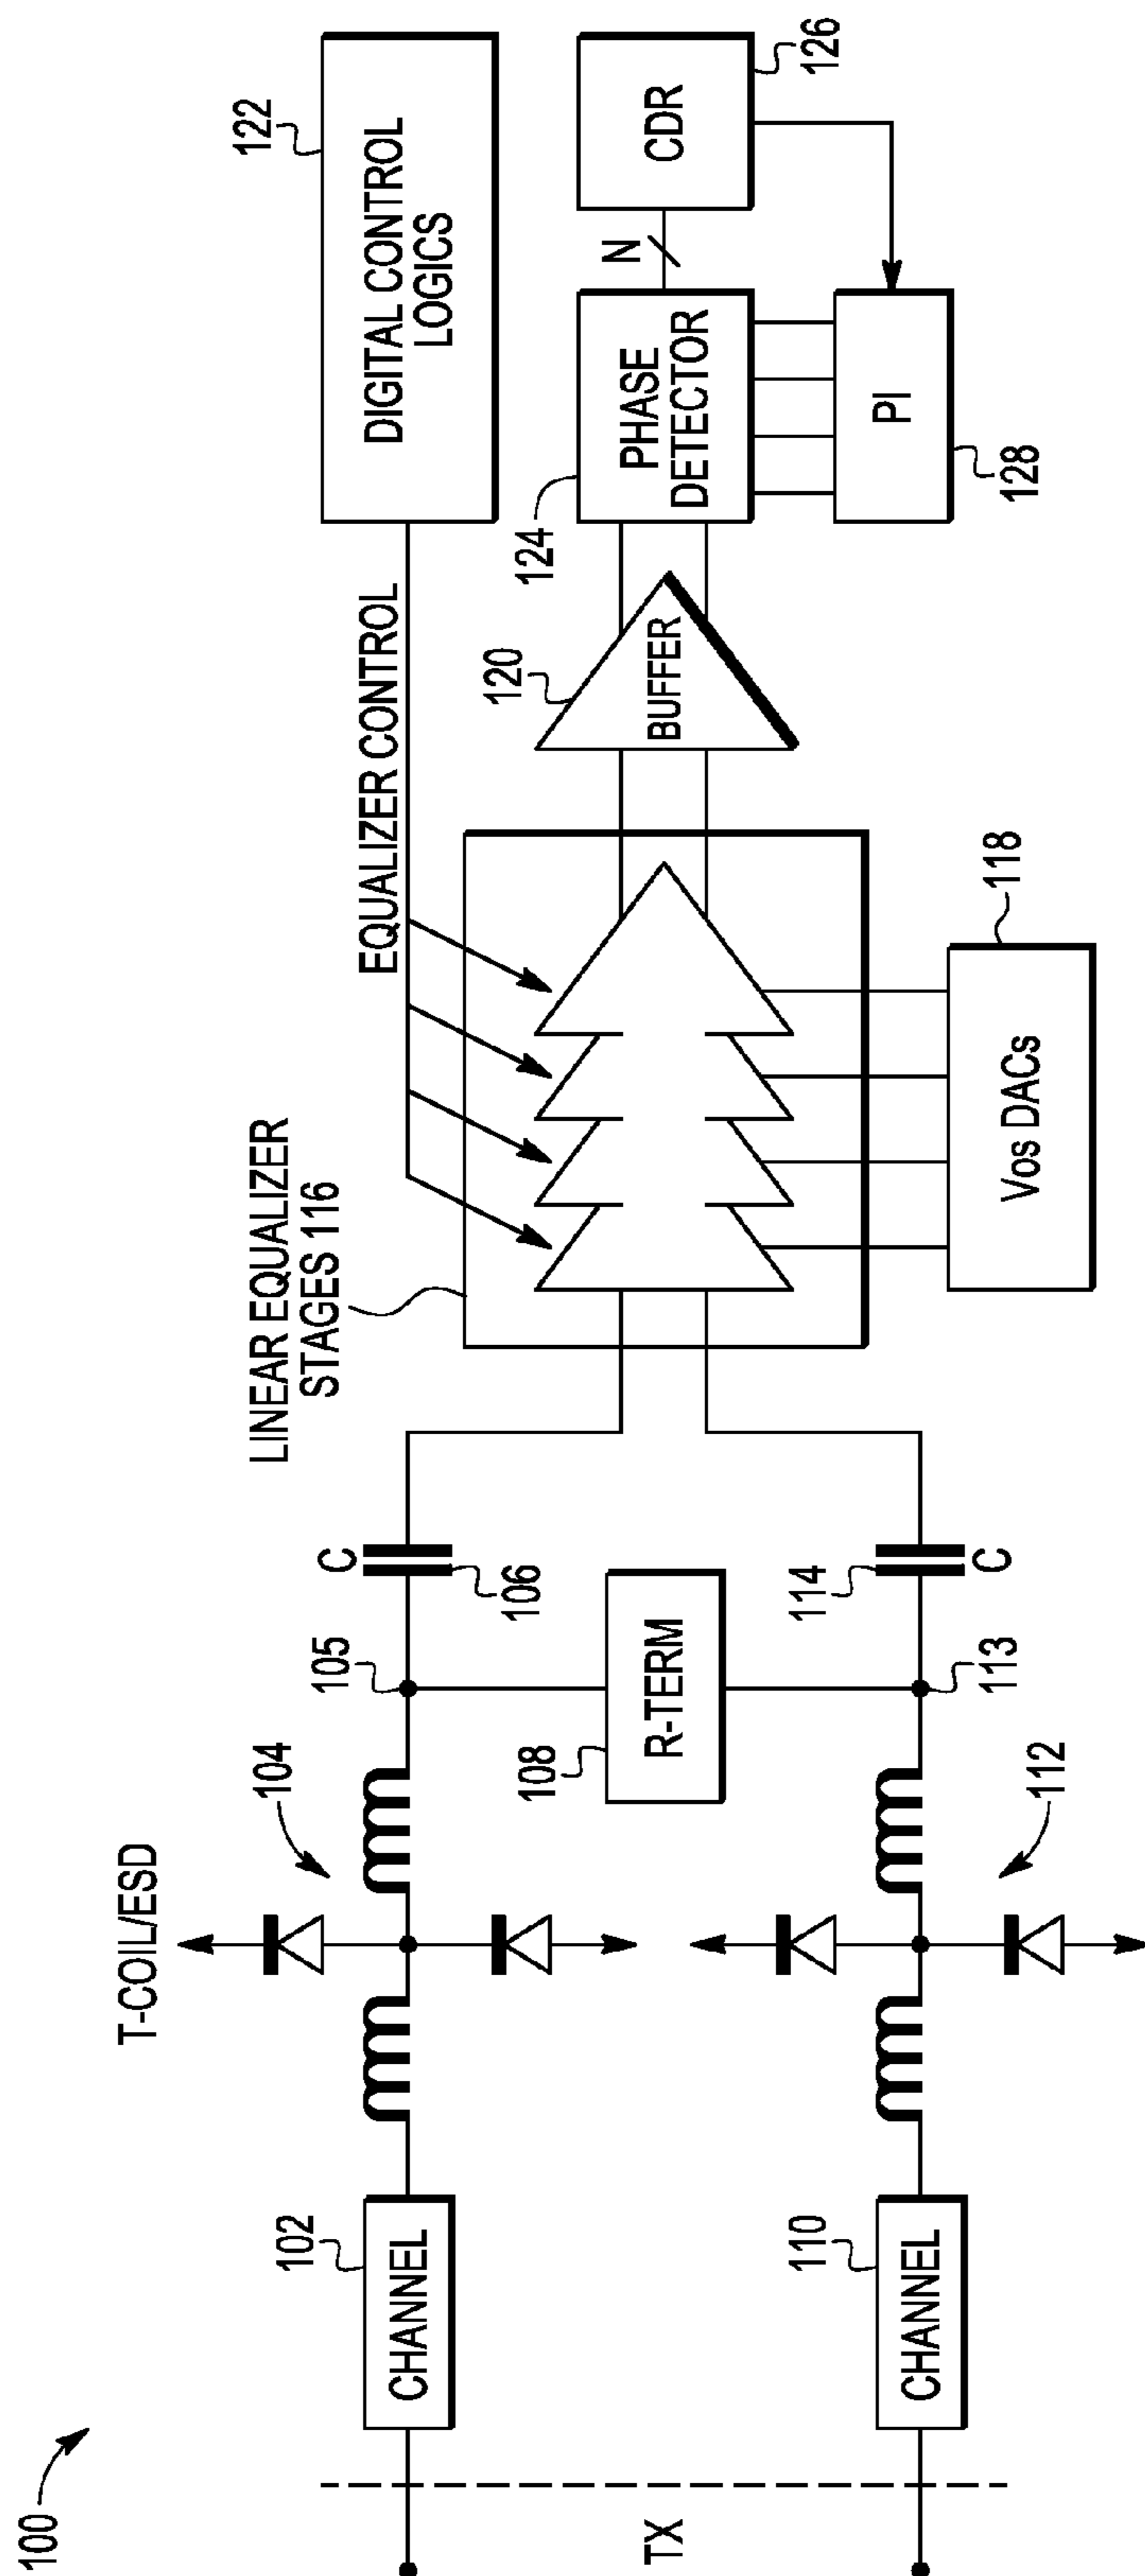 100
T-COIL/ESD
TX
102
CHANNEL
104
105
C
106
108
R-TERM
110
CHANNEL
112
113
114
C
LINEAR EQUALIZER
STAGES 116
EQUALIZER CONTROL
122
DIGITAL CONTROL
LOGICS
Vos DACs
118
120
BUFFER
124
PHASE
DETECTOR
N
CDR
126
PI
128